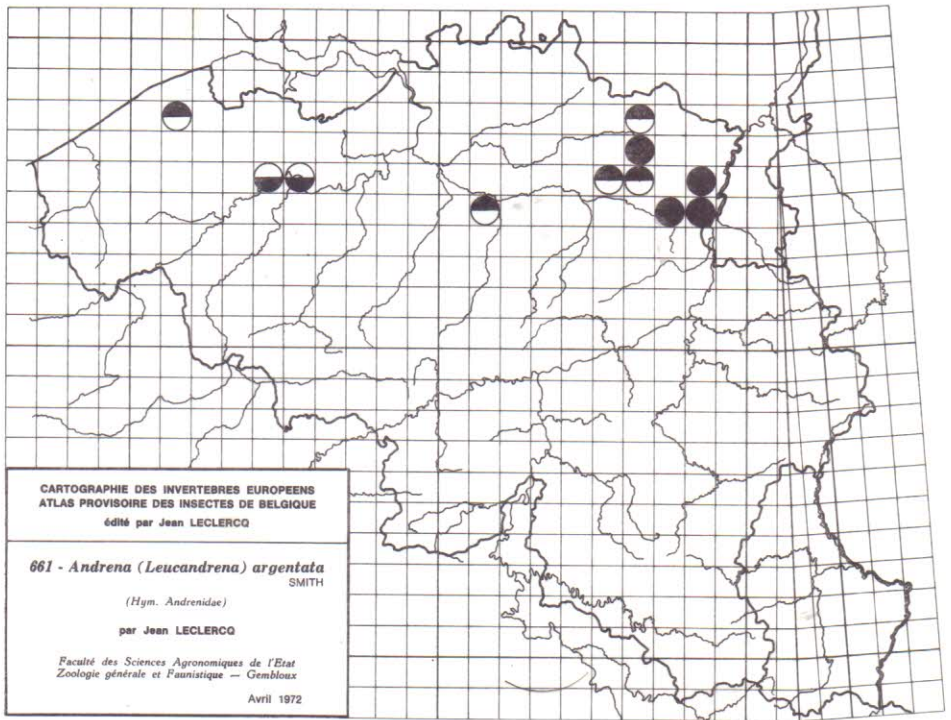 CARTOGRAPHIE DES INVERTEBRES EUROPEENS
ATLAS PROVISOIRE DES INSECTES DE BELGIQUE
édité par Jean LECLERCQ
661 - Andrena (Leucandrena) argentata
SMITH
(Hym. Andrenidae)
par Jean LECLERCQ
Faculté des Sciences Agronomiques de l'Etat
Zoologie générale et Faunistique — Gembloux
Avril 1972